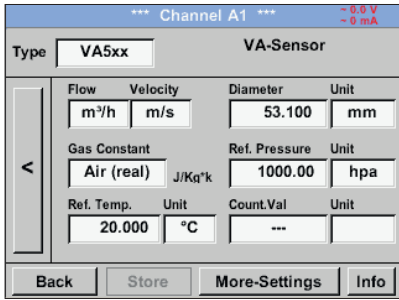 *** Channel A1 ***
~ 0.0 V
~ 0 mA
Type VA5xx VA-Sensor
Flow Velocity Diameter Unit
m³/h m/s 53.100 mm
Gas Constant Ref. Pressure Unit
< Air (real) J/Kg*k 1000.00 hpa
Ref. Temp. Unit Count.Val Unit
20.000 °C ---
Back Store More-Settings Info